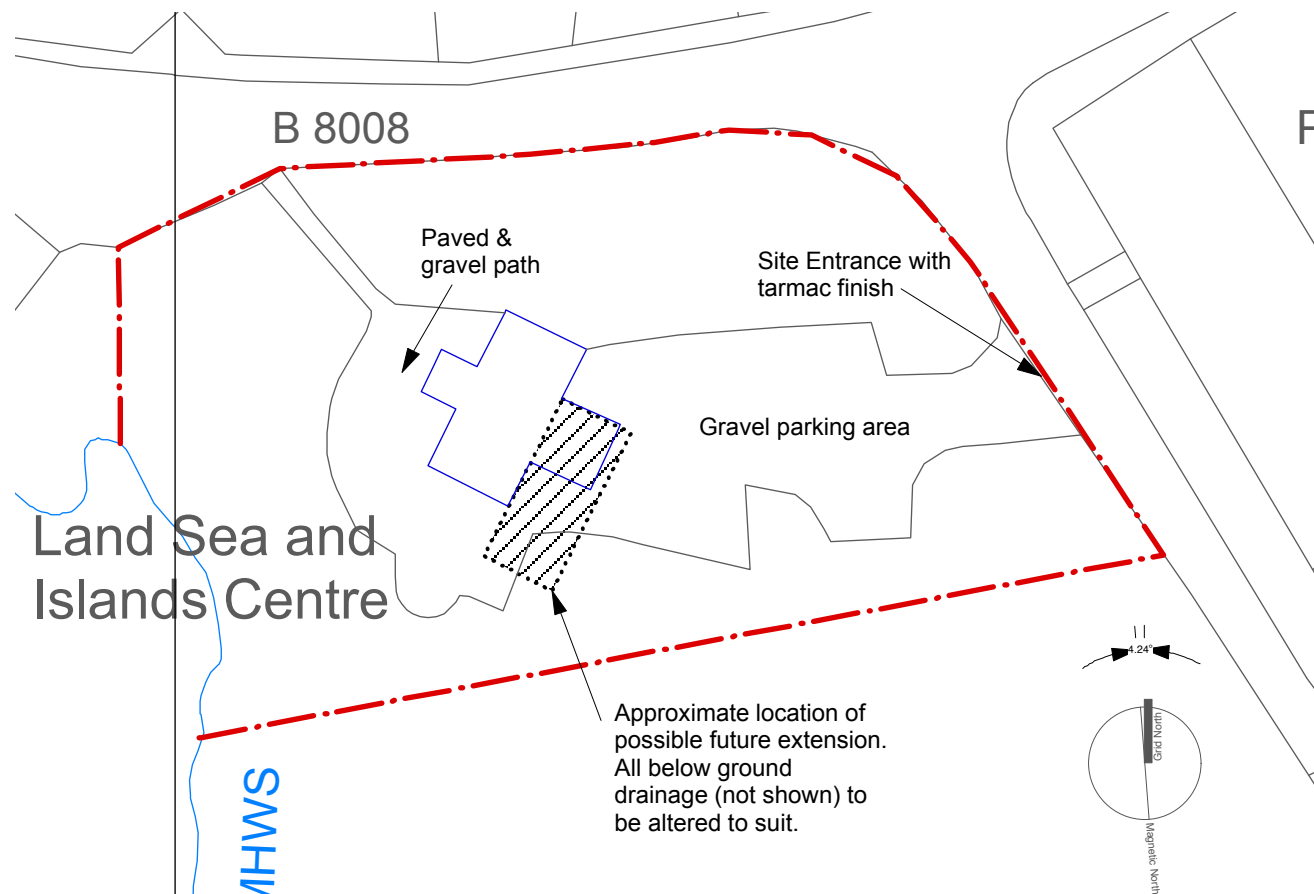 B 8008
Paved &
gravel path
Site Entrance with
tarmac finish
Gravel parking area
Land Sea and
Islands Centre
4.24°
Grid North
Approximate location of
possible future extension.
All below ground
drainage (not shown) to
be altered to suit.
MHWS
Magnetic North